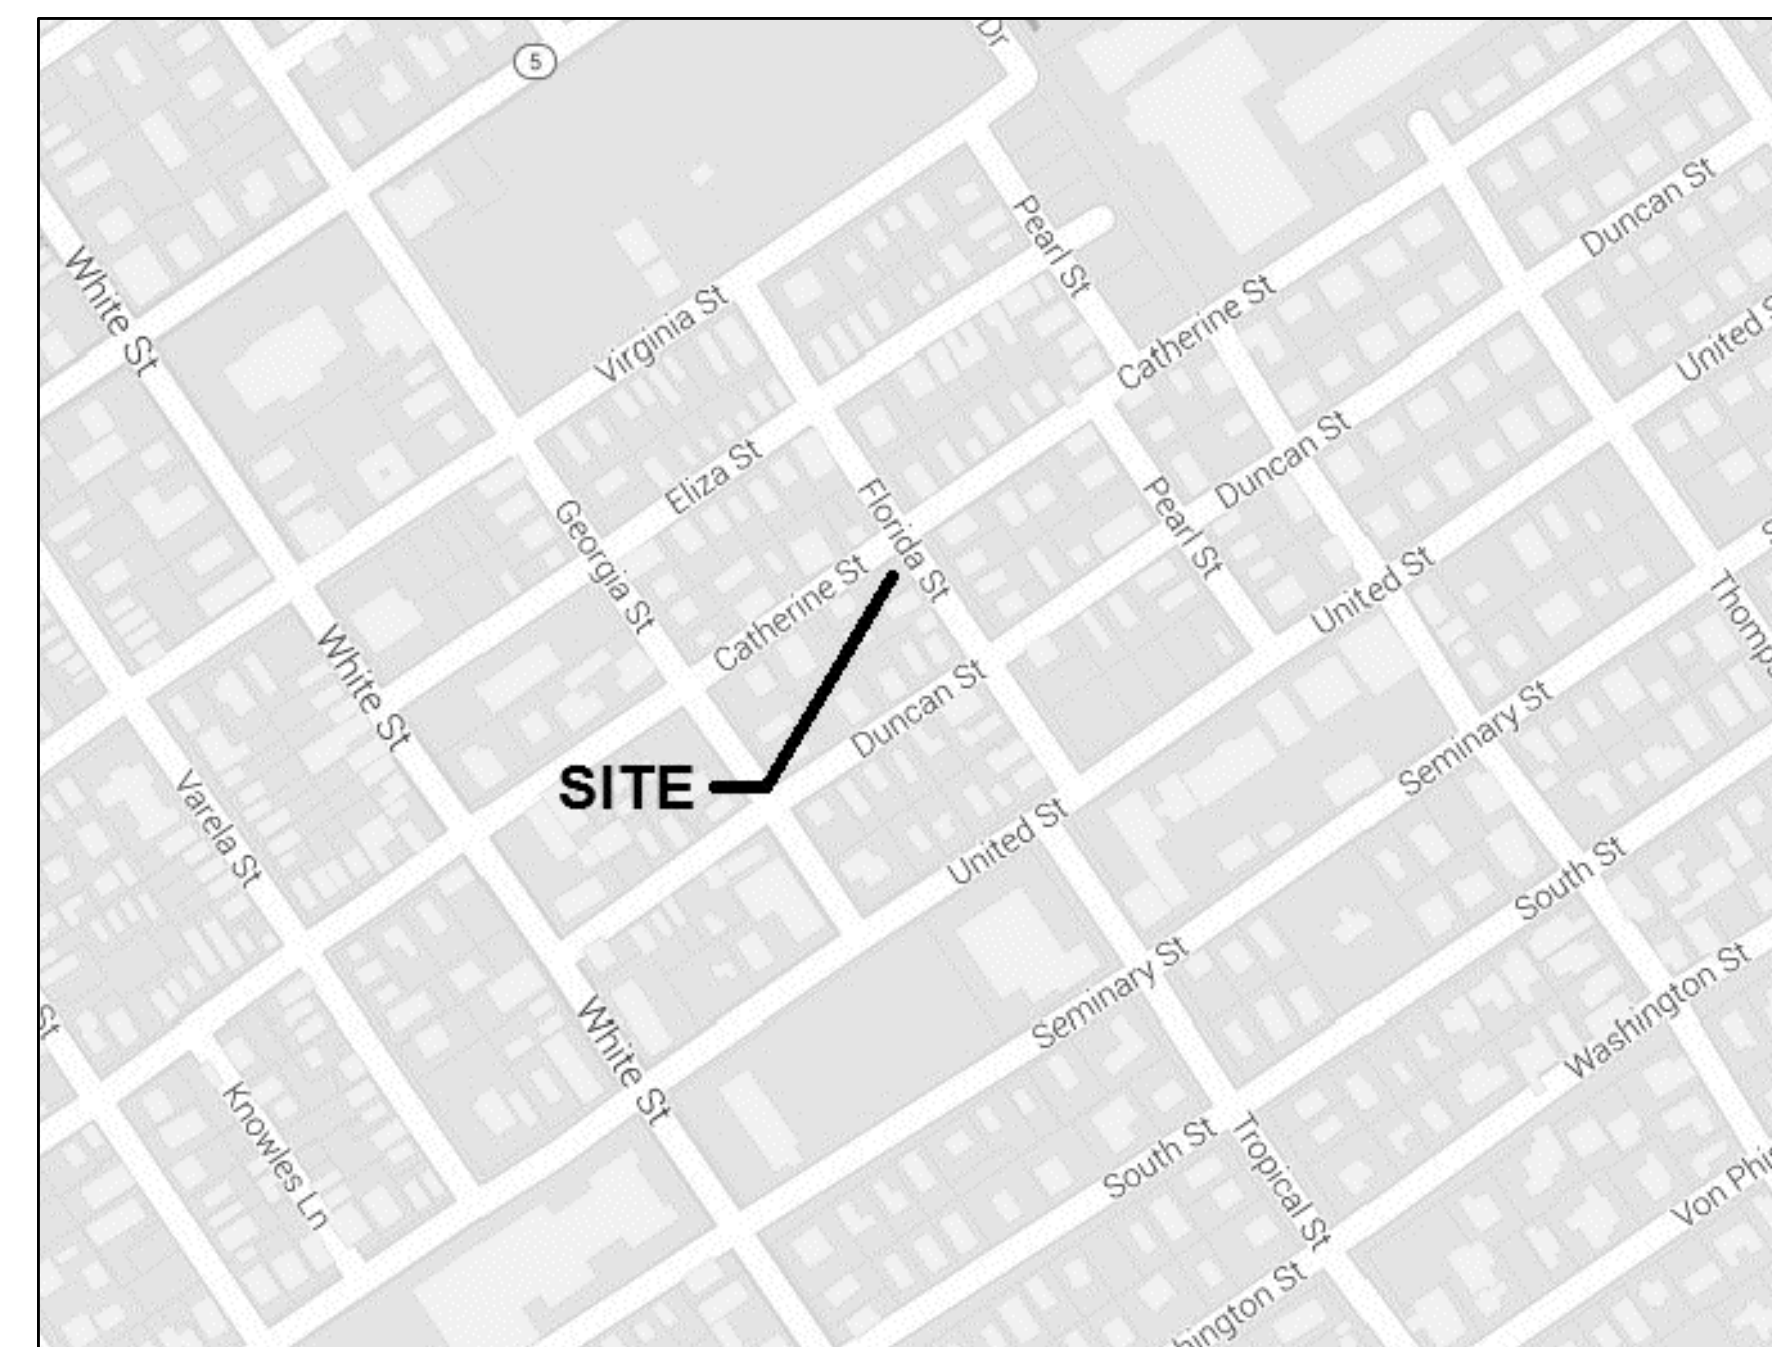 Dr
5
Duncan St
Pearl St
White St
Virginia St
Catherine St
United S
Eliza St
Duncan St
Florida St
Pearl St
Georgia St
Catherine St
United St
Thomp
White St
Duncan St
SITE
Seminary St
Varela St
United St
South St
Seminary St
Washington St
St
White St
Knowles Ln
South St
Tropical St
Von Phi
hington St